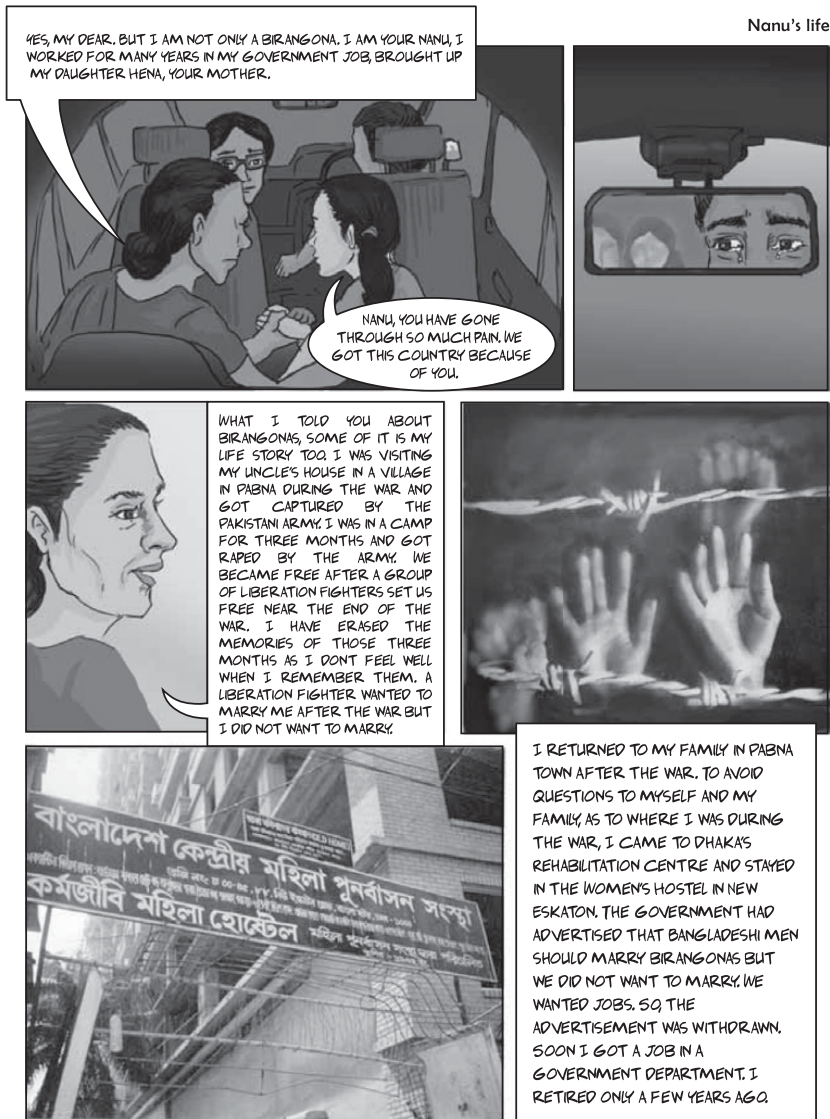 Nanu's life
YES, MY DEAR. BUT I AM NOT ONLY A BIRANGONA. I AM YOUR NANU, I
WORKED FOR MANY YEARS IN MY GOVERNMENT JOB, BROUGHT UP
MY DAUGHTER HENA, YOUR MOTHER.
NANU, YOU HAVE GONE
THROUGH SO MUCH PAIN. WE
GOT THIS COUNTRY BECAUSE
OF YOU.
WHAT I TOLD YOU ABOUT
BIRANGONAS, SOME OF IT IS MY
LIFE STORY TOO. I WAS VISITING
MY UNCLE'S HOUSE IN A VILLAGE
IN PABNA DURING THE WAR AND
GOT CAPTURED BY THE
PAKISTANI ARMY. I WAS IN A CAMP
FOR THREE MONTHS AND GOT
RAPED BY THE ARMY. WE
BECAME FREE AFTER A GROUP
OF LIBERATION FIGHTERS SET US
FREE NEAR THE END OF THE
WAR. I HAVE ERASED THE
MEMORIES OF THOSE THREE
MONTHS AS I DONT FEEL WELL
WHEN I REMEMBER THEM. A
LIBERATION FIGHTER WANTED TO
MARRY ME AFTER THE WAR BUT
I DID NOT WANT TO MARRY.
বাংলাদেশ কেন্দ্রীয় মহিলা পুনর্বাসন সংস্থা
কর্মজীবি মহিলা হোষ্টেল
I RETURNED TO MY FAMILY IN PABNA
TOWN AFTER THE WAR. TO AVOID
QUESTIONS TO MYSELF AND MY
FAMILY, AS TO WHERE I WAS DURING
THE WAR, I CAME TO DHAKA'S
REHABILITATION CENTRE AND STAYED
IN THE WOMEN'S HOSTEL IN NEW
ESKATON. THE GOVERNMENT HAD
ADVERTISED THAT BANGLADESHI MEN
SHOULD MARRY BIRANGONAS BUT
WE DID NOT WANT TO MARRY. WE
WANTED JOBS. SO, THE
ADVERTISEMENT WAS WITHDRAWN.
SOON I GOT A JOB IN A
GOVERNMENT DEPARTMENT. I
RETIRED ONLY A FEW YEARS AGO.